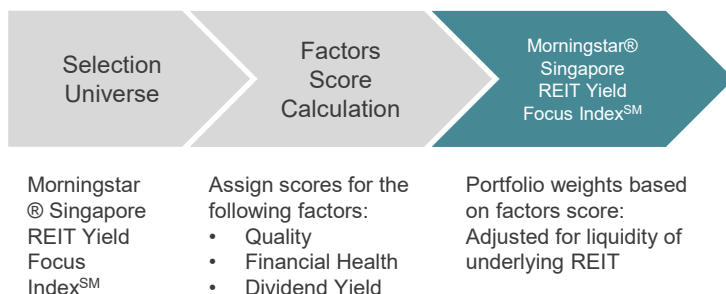 Selection
Universe
Factors
Score
Calculation
Morningstar®
Singapore
REIT Yield
Focus Index℠
Morningstar
® Singapore
REIT Yield
Focus
Index℠
Assign scores for the
following factors:
• Quality
• Financial Health
• Dividend Yield
Portfolio weights based
on factors score:
Adjusted for liquidity of
underlying REIT